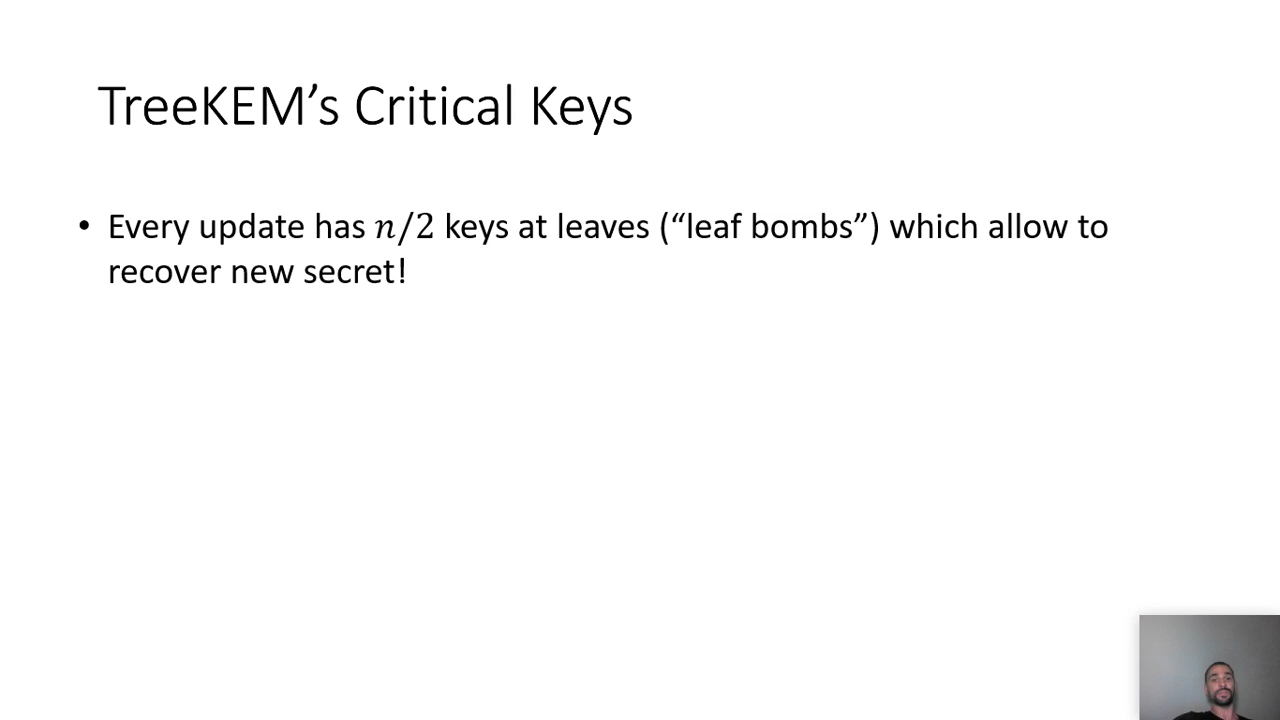 TreeKEM’s Critical Keys
• Every update has n/2 keys at leaves (“leaf bombs”) which allow to
recover new secret!